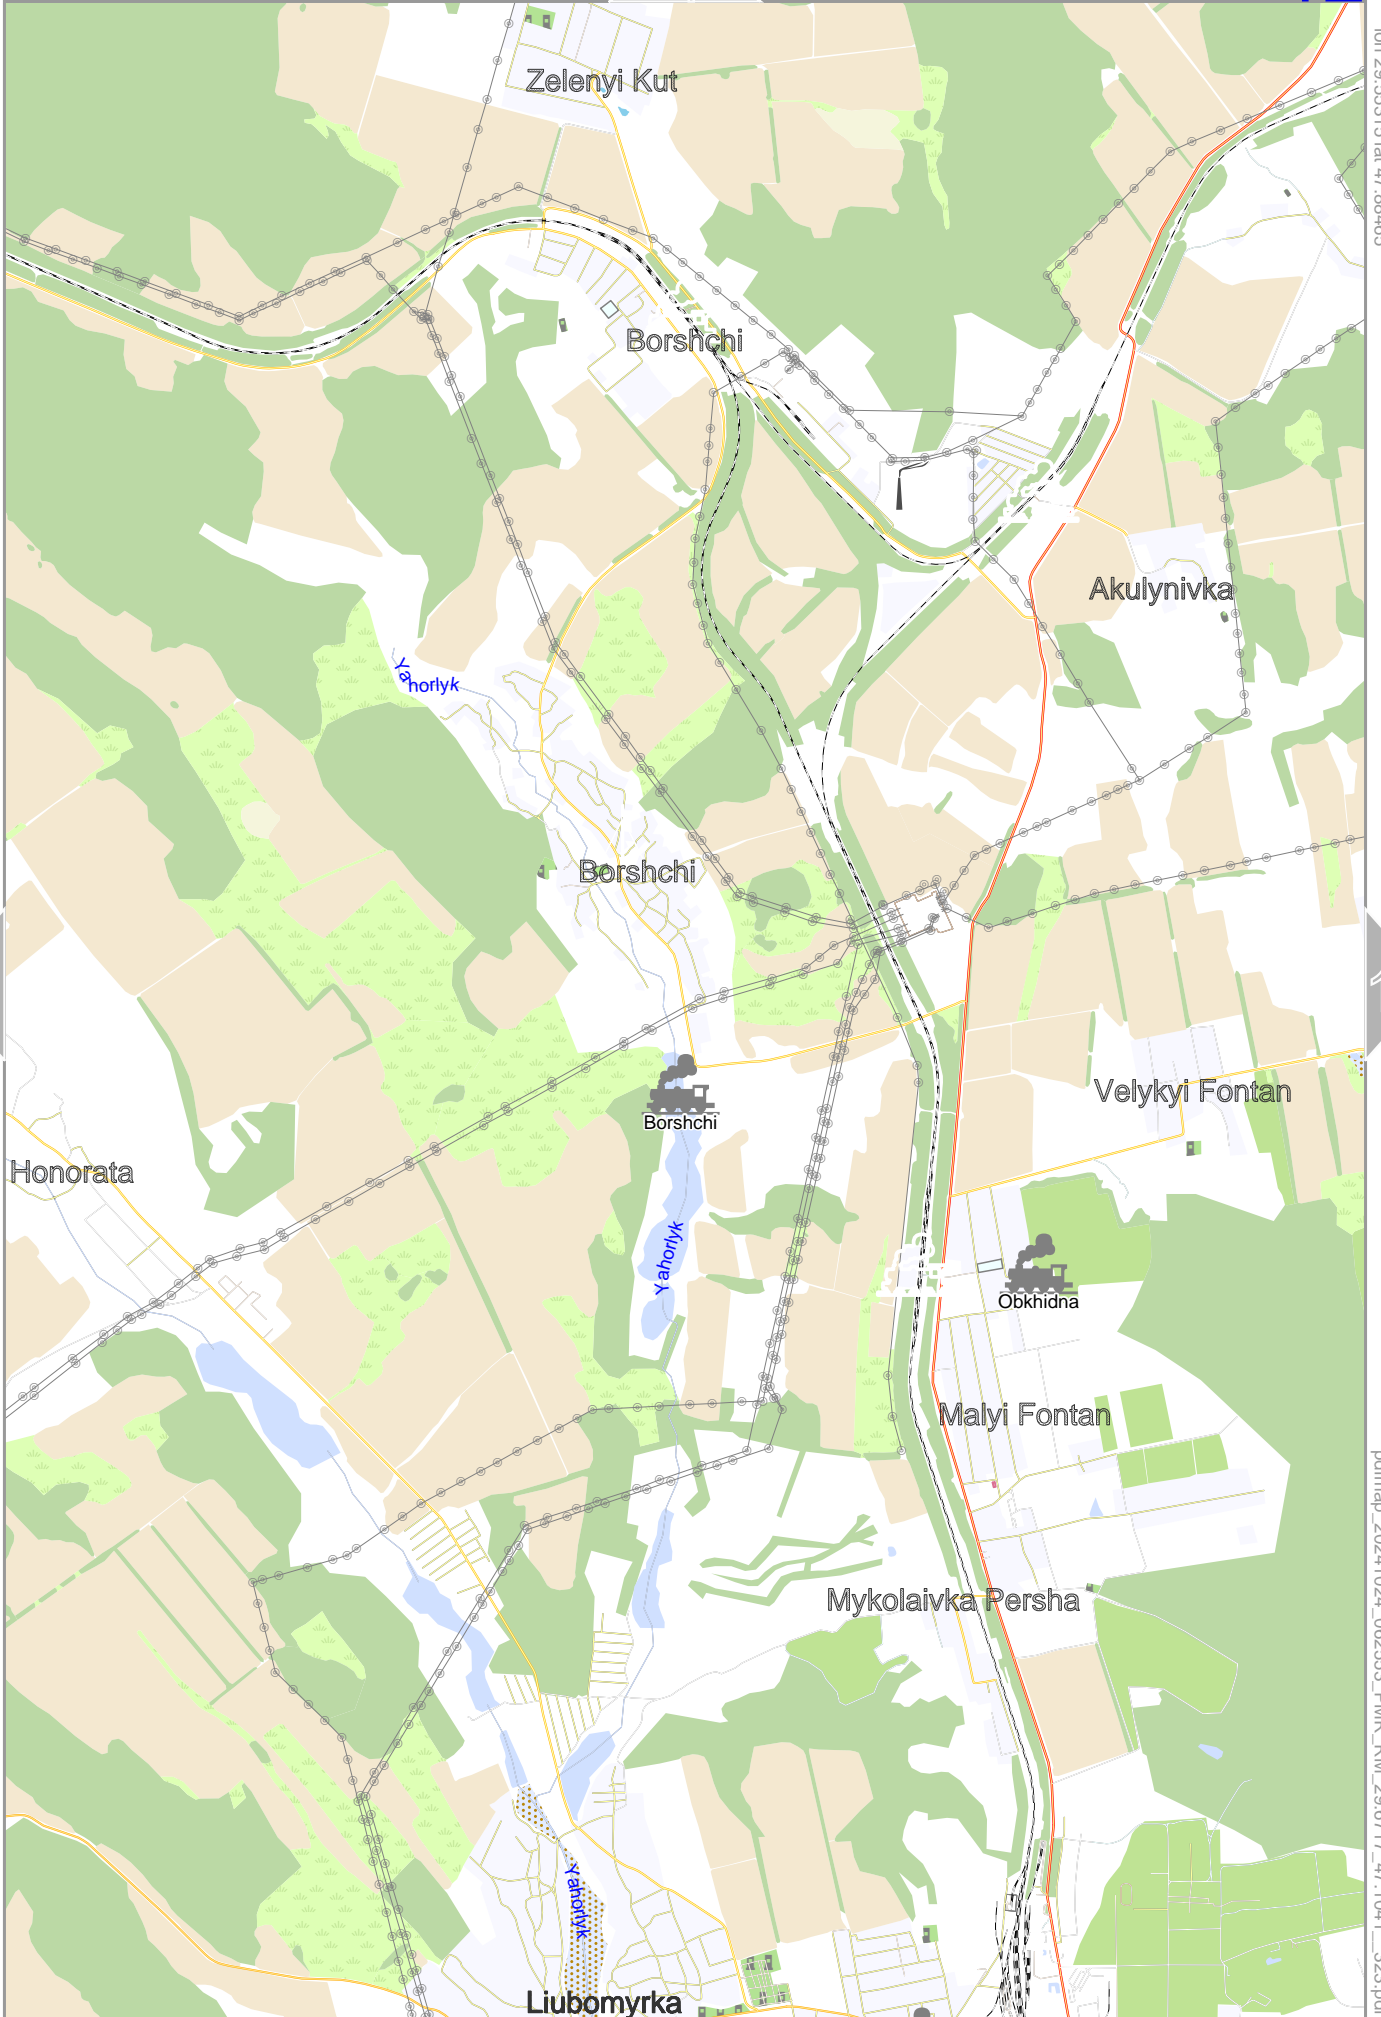 Zelenyi Kut
Borshchi
Akulynivka
Yahorlyk
Borshchi
Velykyi Fontan
Borshchi
Honorata
Yahorlyk
Obkhidna
Malyi Fontan
Mykolaivka Persha
Yahorlyk
Liubomyrka